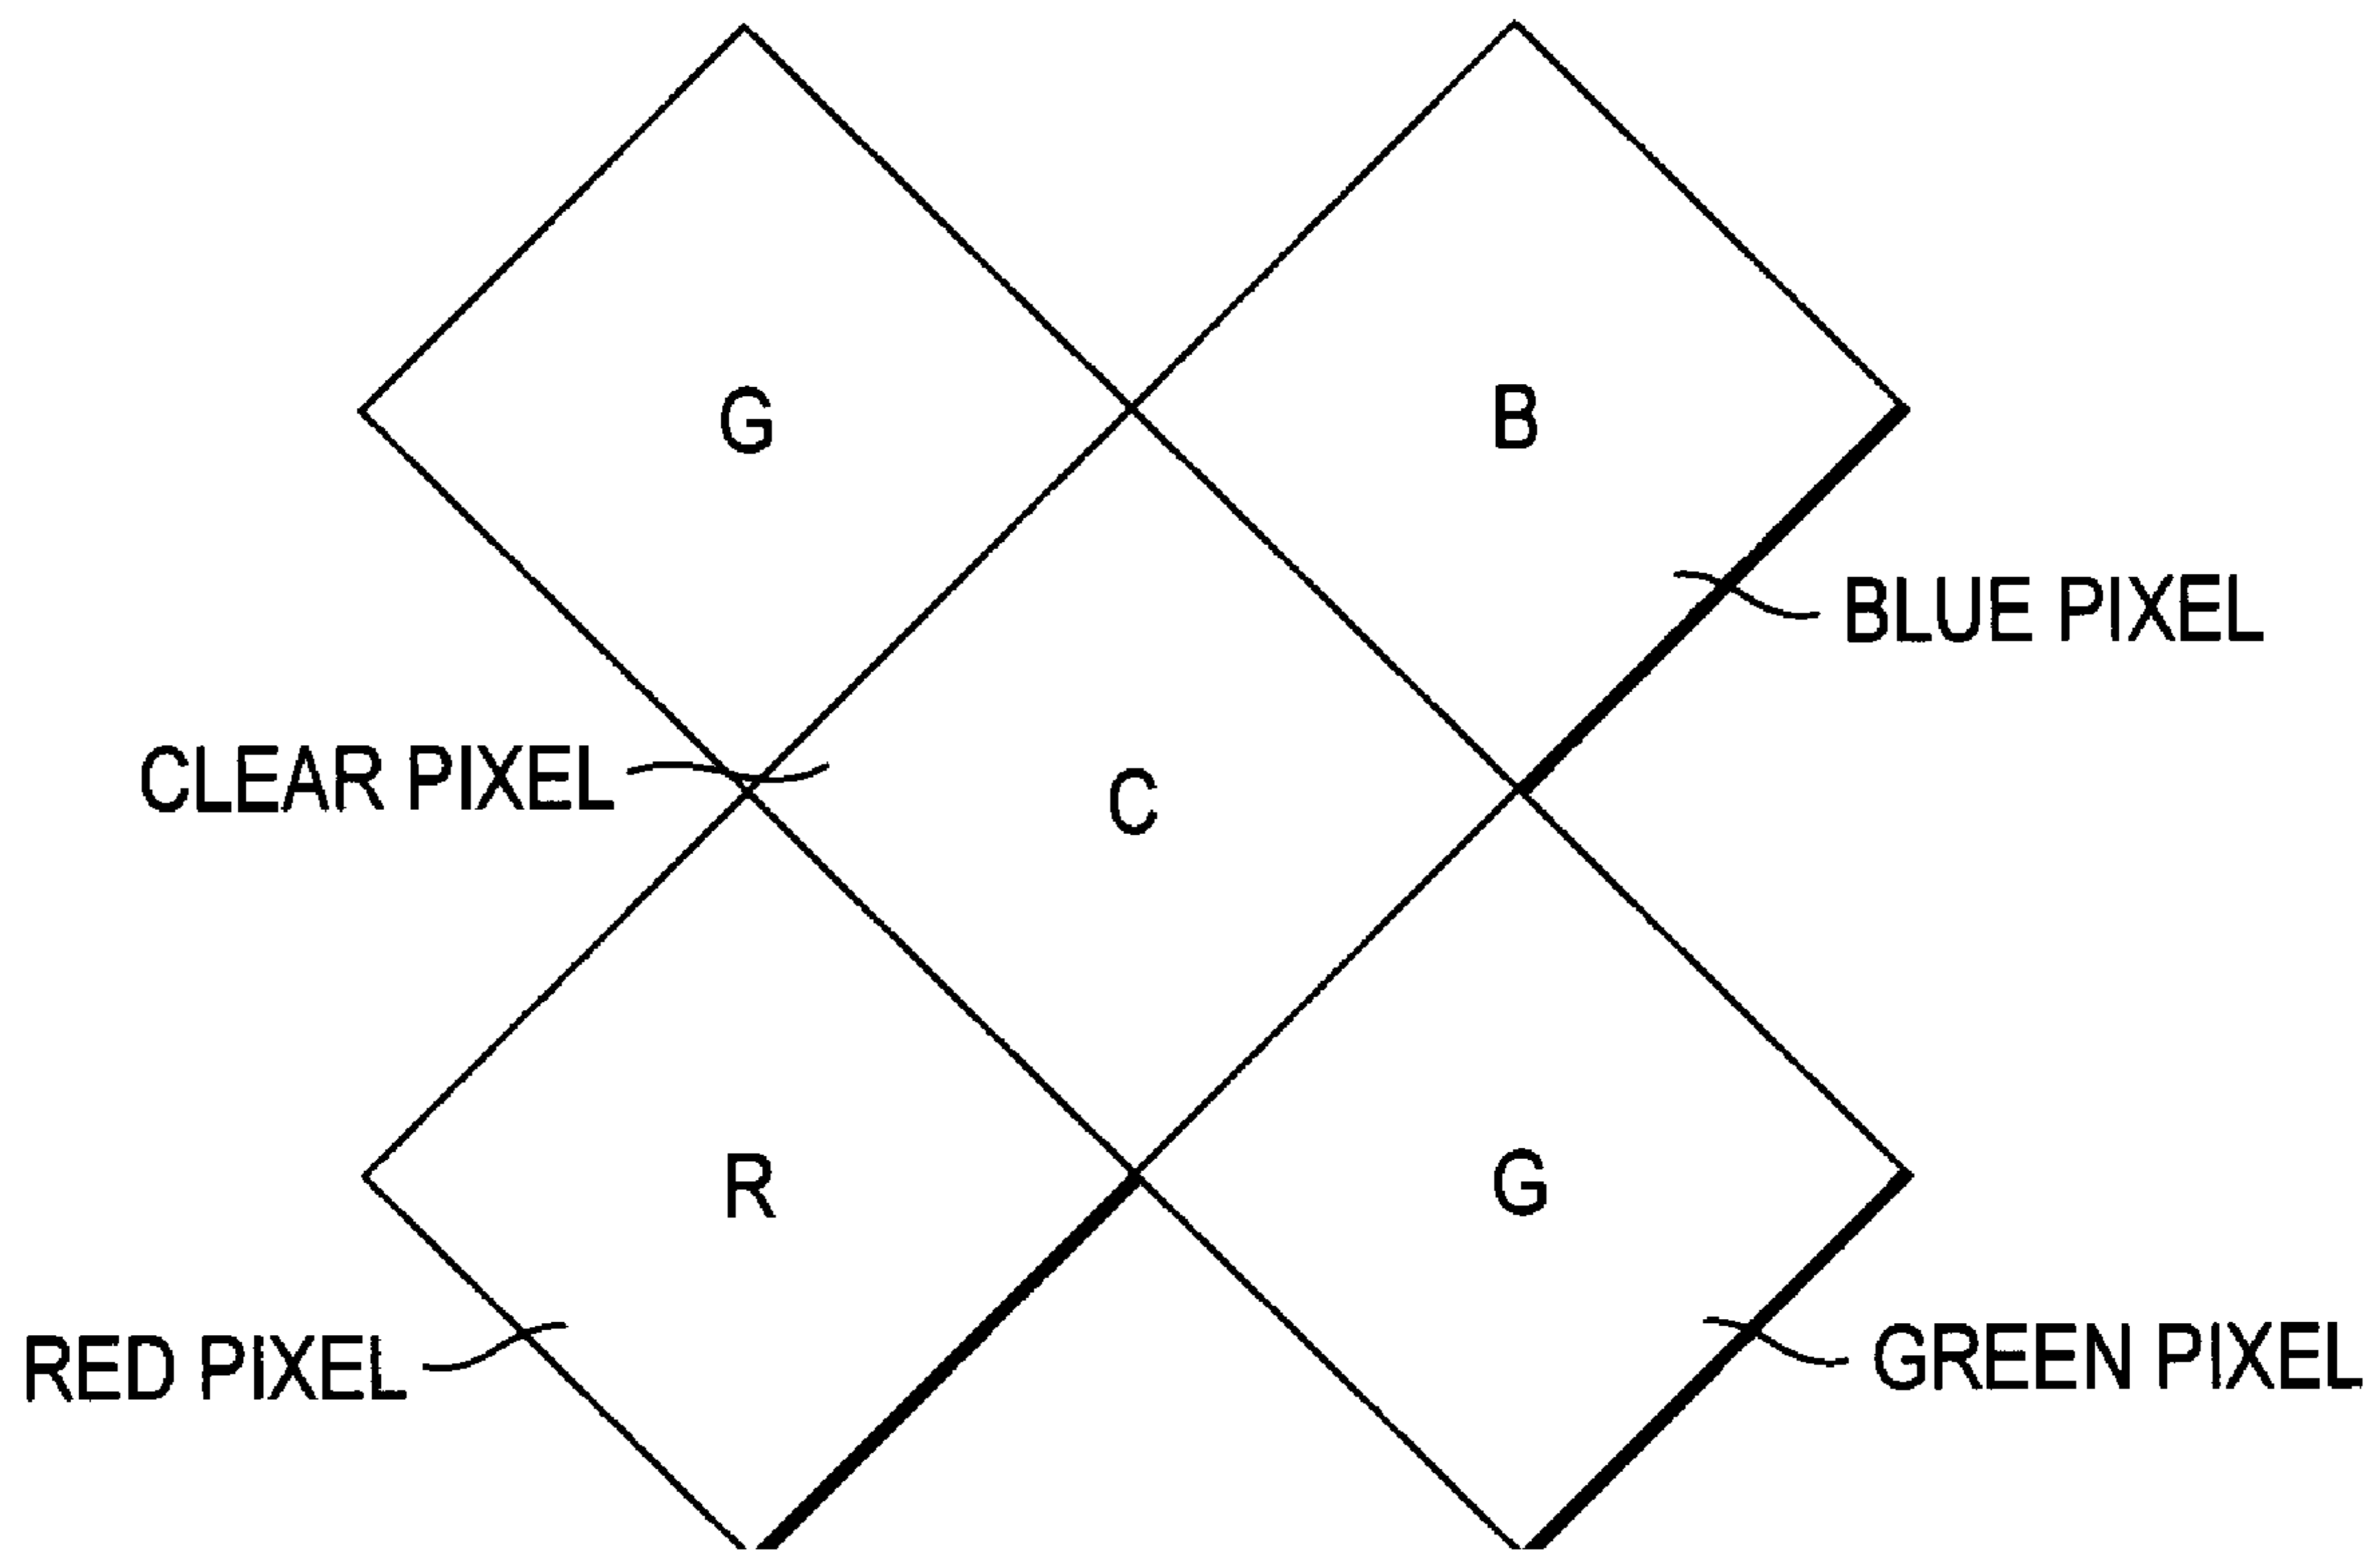 G B
BLUE PIXEL
CLEAR PIXEL C
R G
RED PIXEL GREEN PIXEL